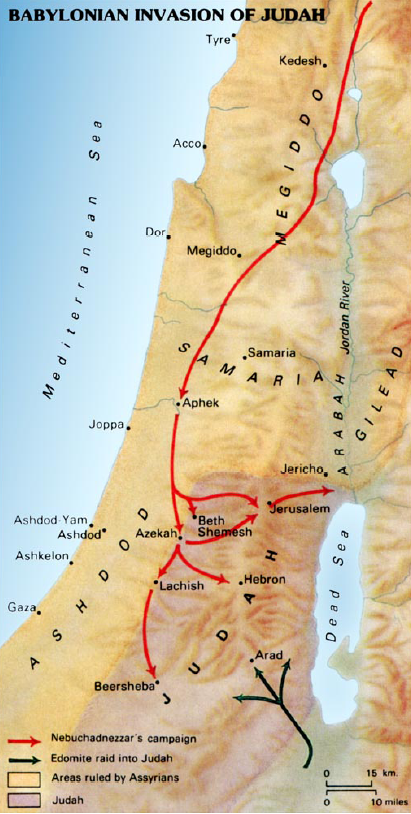 BABYLONIAN INVASION OF JUDAH
Tyre
Kedesh
Acco
MEGIDDO
Mediterranean Sea
Dor
Megiddo
Jordan River
SAMARIA
Samaria
Aphek
ARABAH
GILEAD
Joppa
Jericho
Jerusalem
Ashdod-Yam
Ashdod
Beth
Shemesh
Azekah
Ashkelon
ASHDOD
Hebron
Lachish
Dead Sea
Gaza
JUDAH
Arad
Beersheba
Nebuchadnezzar's campaign
Edomite raid into Judah
Areas ruled by Assyrians
Judah
0 15 km.
0 10 miles